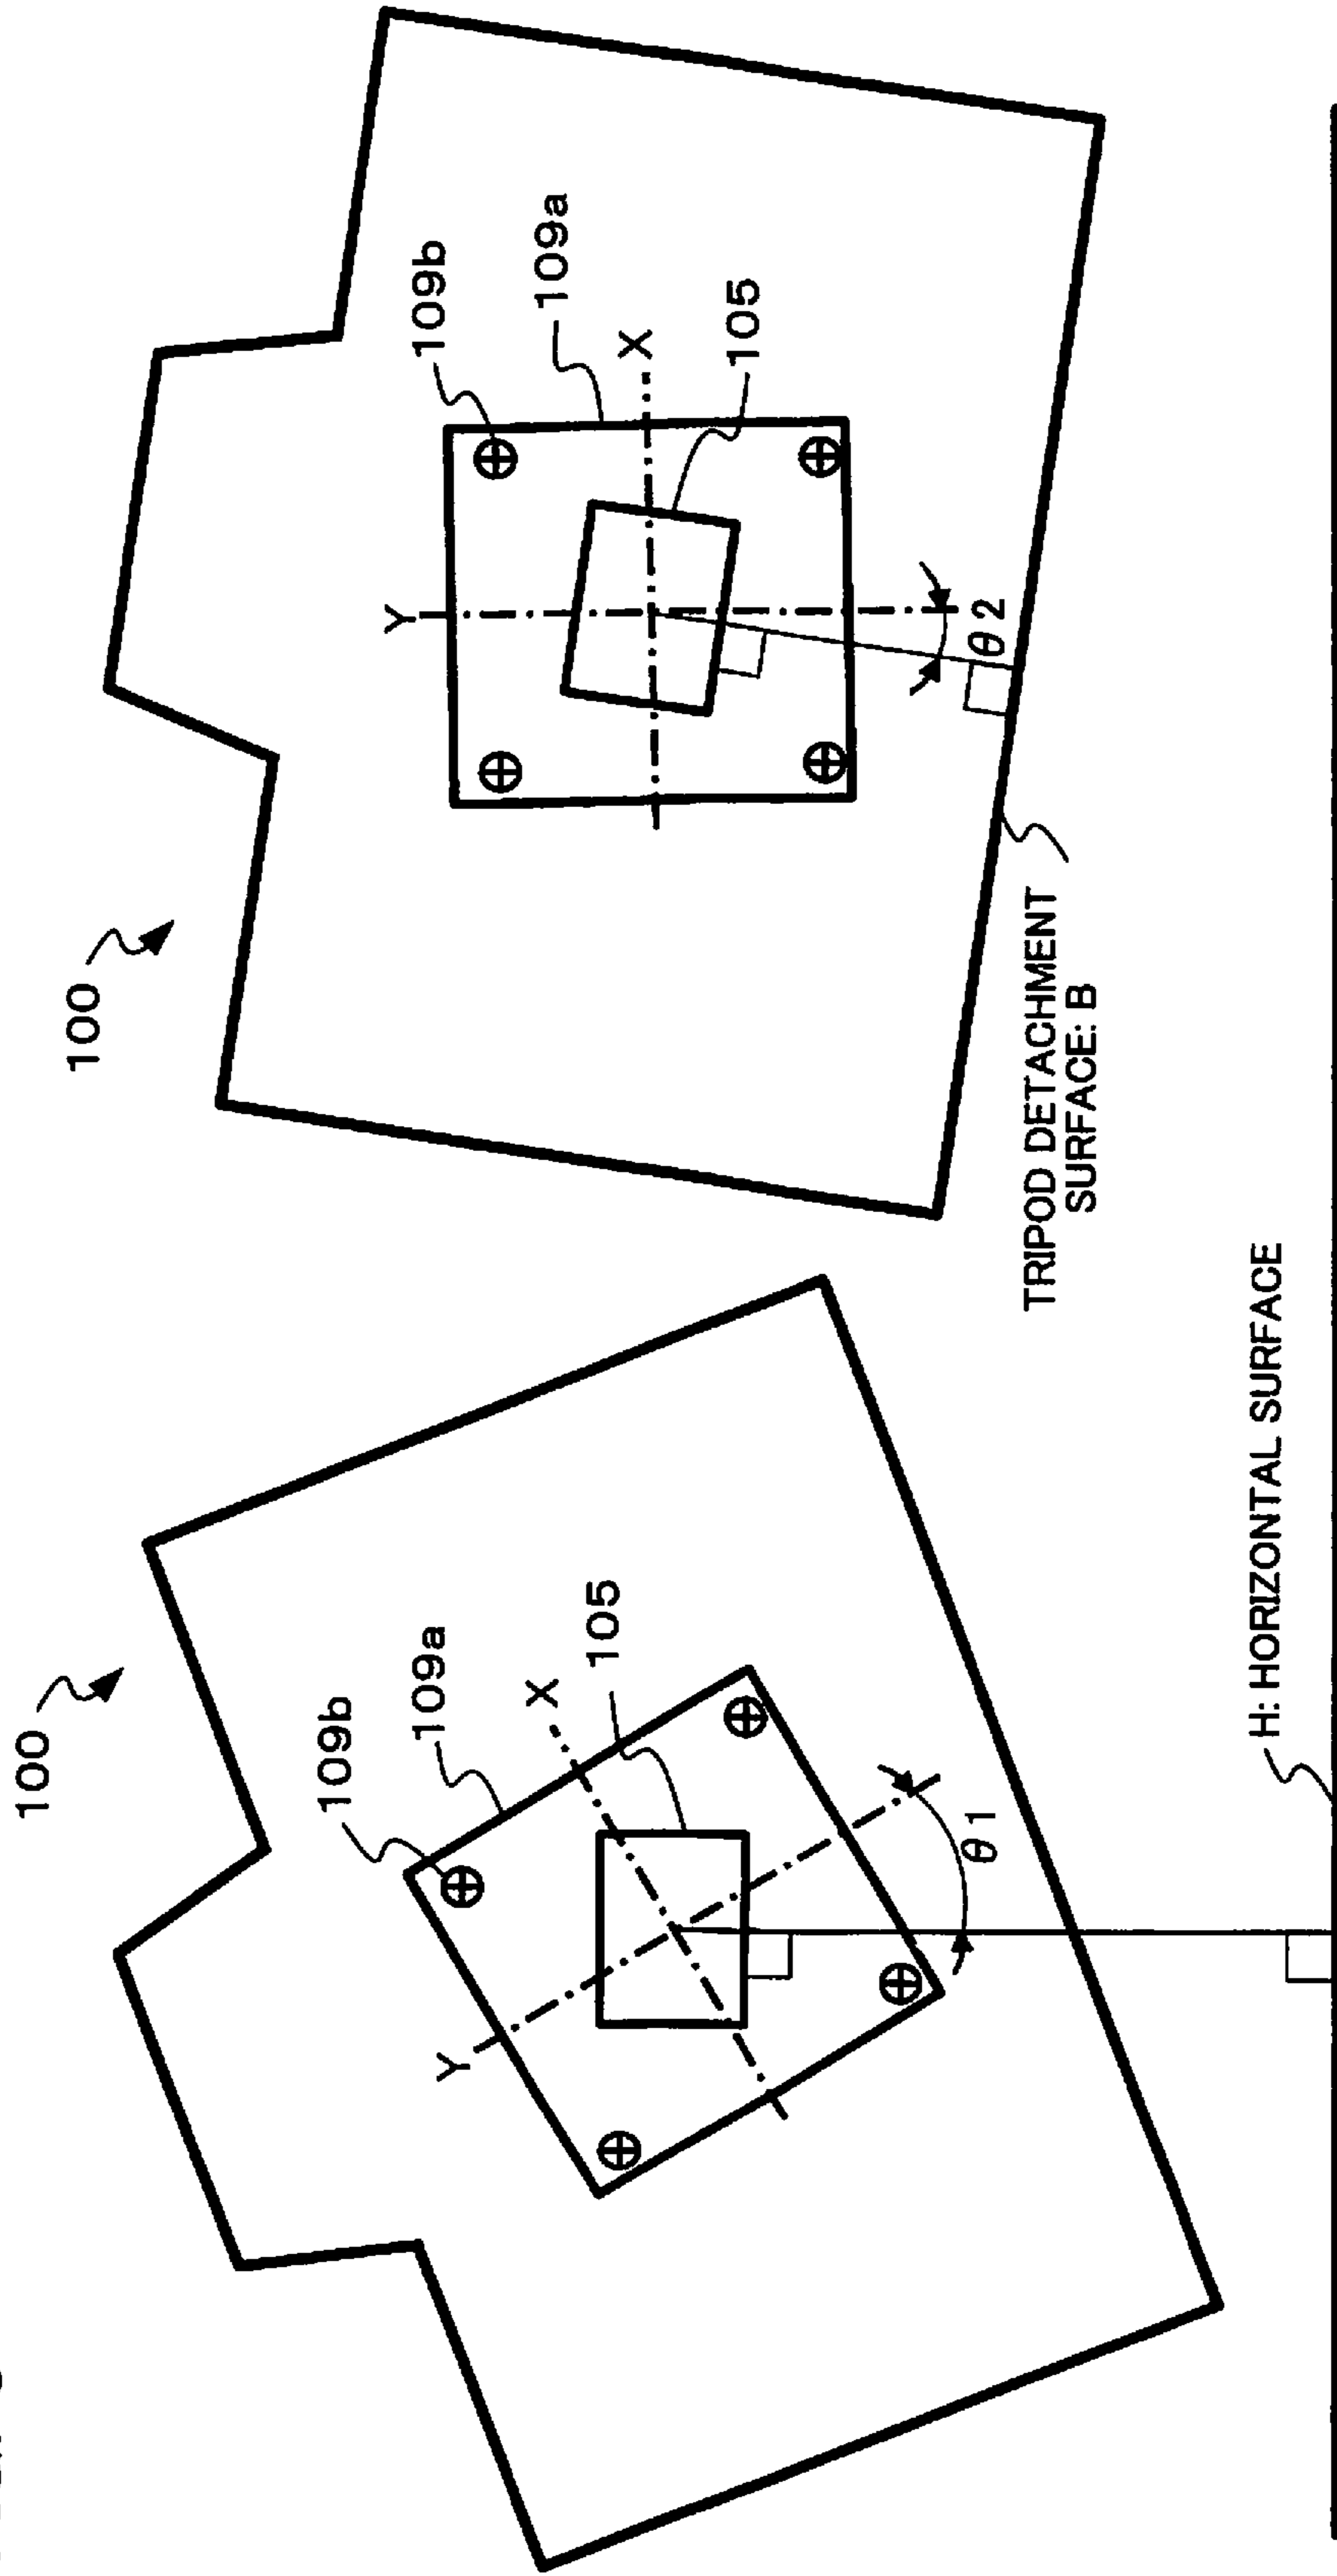 100
109b
109a
X
105
Y
θ1
H: HORIZONTAL SURFACE
100
109b
109a
X
105
Y
θ2
TRIPOD DETACHMENT
SURFACE: B